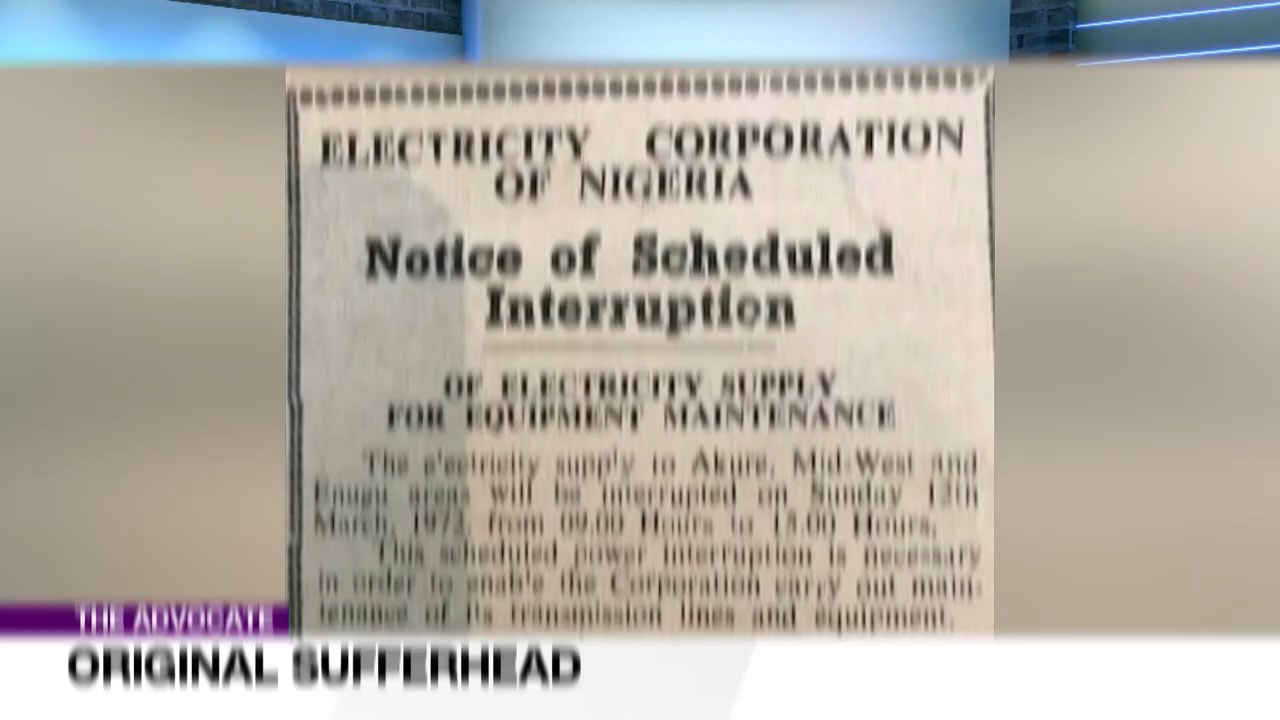 ELECTRICITY CORPORATION
OF NIGERIA
Notice of Scheduled
Interruption
OF ELECTRICITY SUPPLY
FOR EQUIPMENT MAINTENANCE
The electricity supply to Akure, Mid-West and
Enugu areas will be interrupted on Sunday 12th
March, 1972 from 09.00 Hours to 15.00 Hours.
This scheduled power interruption is necessary
in order to enable the Corporation carry out main-
tenance of its transmission lines and equipment.
THE ADVOCATE
ORIGINAL SUFFERHEAD